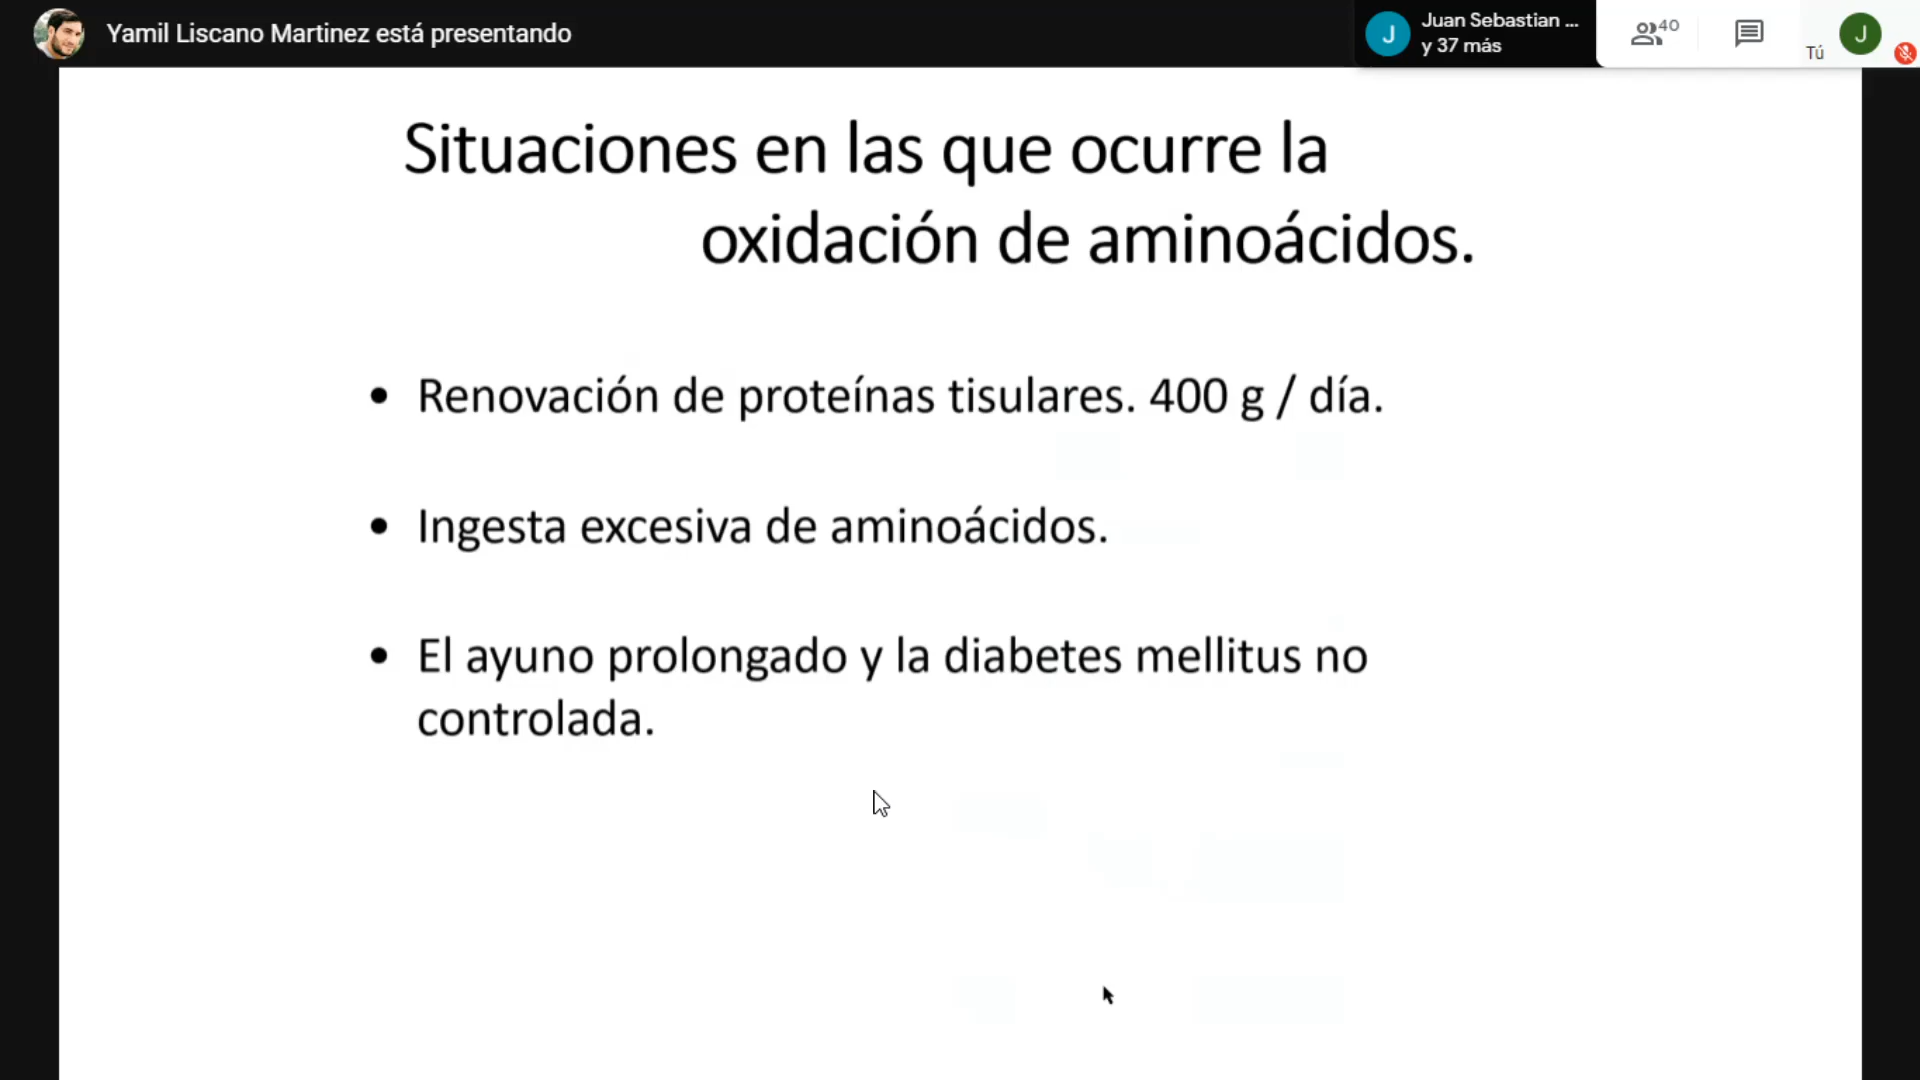 Yamil Liscano Martinez está presentando
Juan Sebastian ...
y 37 más
40
Tú
J
J
Situaciones en las que ocurre la
oxidación de aminoácidos.
• Renovación de proteínas tisulares. 400 g / día.
• Ingesta excesiva de aminoácidos.
• El ayuno prolongado y la diabetes mellitus no
controlada.